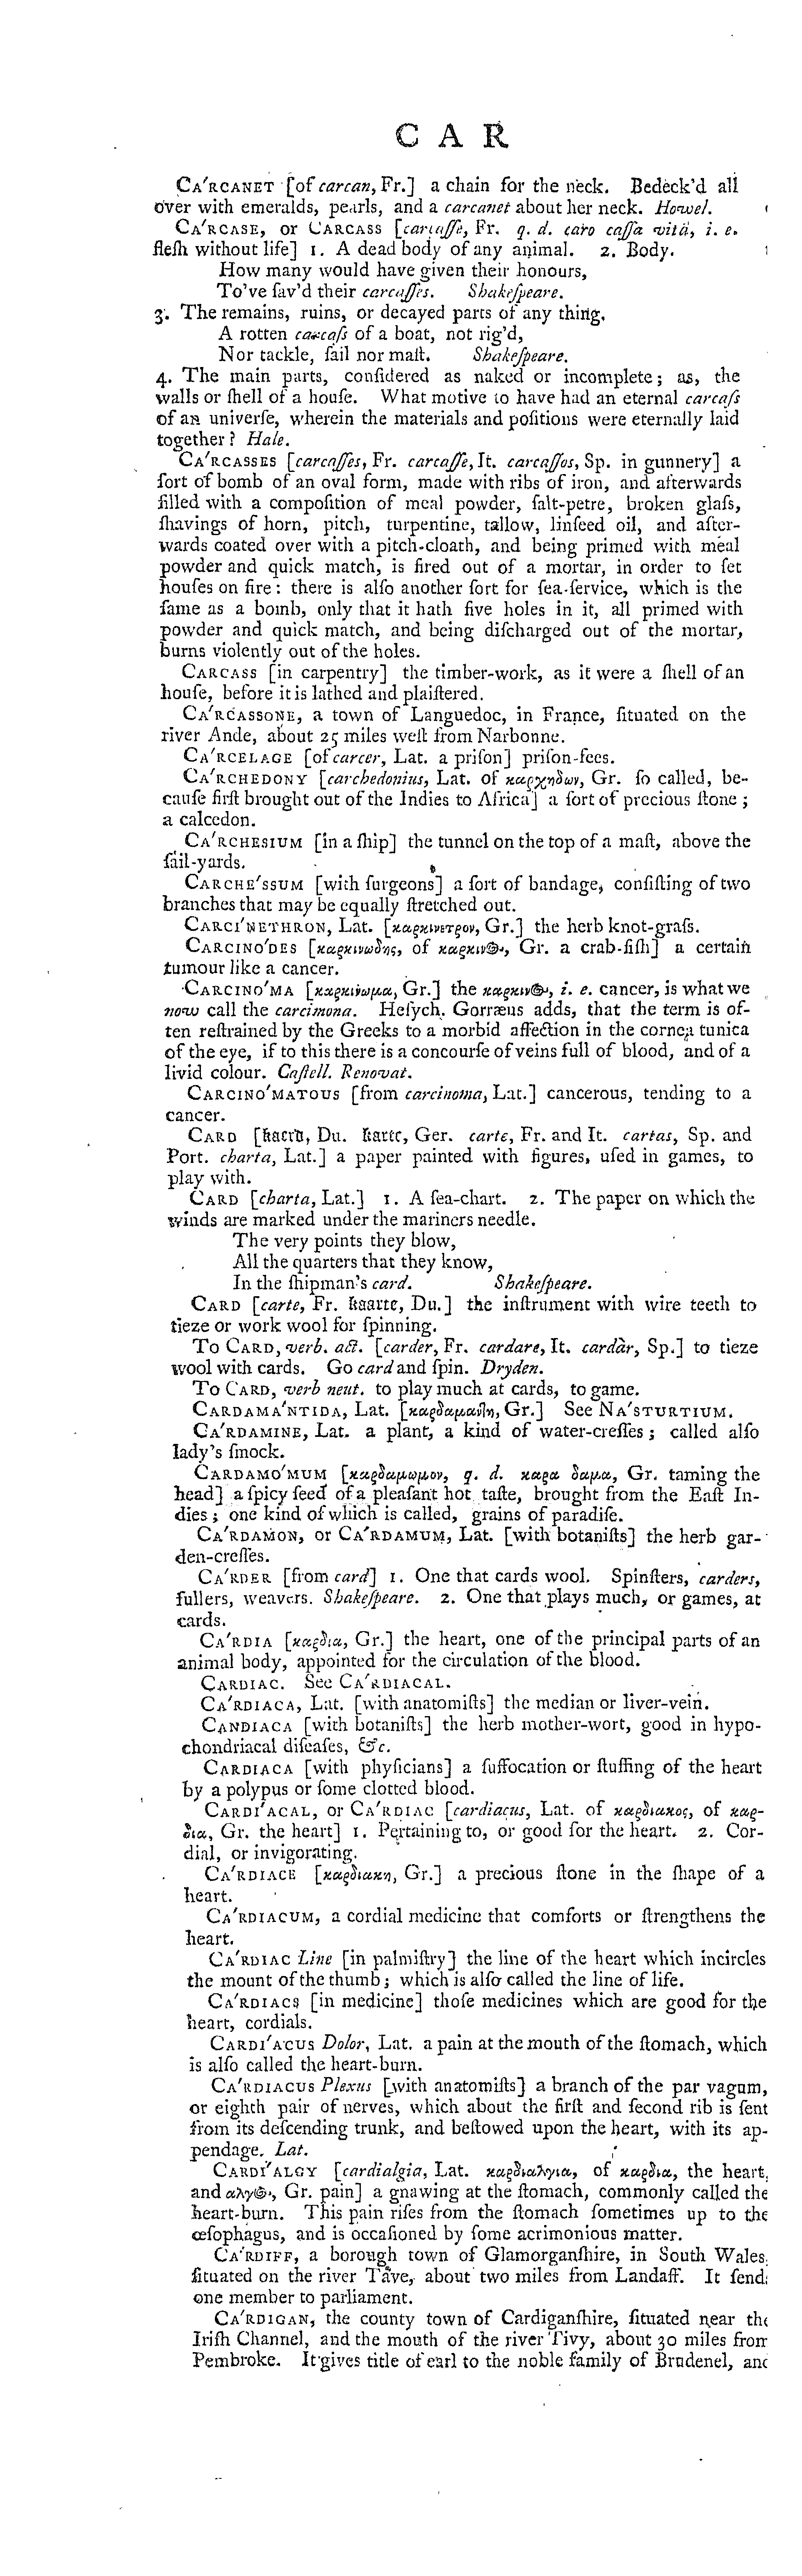 C A R
CA'RCANET [of carcan, Fr.] a chain for the neck. Bedeck'd all
over with emeralds, pearls, and a carcanet about her neck. Howel.
CA'RCASE, or CARCASS [carcaſſe, Fr. q. d. caro caſſa vitâ, i. e.
fleſh without life] 1. A dead body of any animal. 2. Body.
How many would have given their honours,
To've ſav'd their carcaſſes. Shakeſpeare.
3. The remains, ruins, or decayed parts of any thing.
A rotten carcaſs of a boat, not rig'd,
Nor tackle, ſail nor maſt. Shakeſpeare.
4. The main parts, conſidered as naked or incomplete; as, the
walls or ſhell of a houſe. What motive to have had an eternal carcaſs
of an univerſe, wherein the materials and poſitions were eternally laid
together? Hale.
CA'RCASSES [carcaſſes, Fr. carcaſſe, It. carcaſſos, Sp. in gunnery] a
ſort of bomb of an oval form, made with ribs of iron, and afterwards
filled with a compoſition of meal powder, ſalt-petre, broken glaſs,
ſhavings of horn, pitch, turpentine, tallow, linſeed oil, and after-
wards coated over with a pitch-cloath, and being primed with meal
powder and quick match, is fired out of a mortar, in order to ſet
houſes on fire: there is alſo another ſort for ſea-ſervice, which is the
ſame as a bomb, only that it hath five holes in it, all primed with
powder and quick match, and being diſcharged out of the mortar,
burns violently out of the holes.
CARCASS [in carpentry] the timber-work, as it were a ſhell of an
houſe, before it is lathed and plaiſtered.
CA'RCASSONE, a town of Languedoc, in France, ſituated on the
river Ande, about 25 miles weſt from Narbonne.
CA'RCELAGE [of carcer, Lat. a priſon] priſon-fees.
CA'RCHEDONY [carchedonius, Lat. of καρχηδων, Gr. ſo called, be-
cauſe firſt brought out of the Indies to Africa] a ſort of precious ſtone;
a calcedon.
CA'RCHESIUM [in a ſhip] the tunnel on the top of a maſt, above the
ſail-yards.
CARCHE'SSUM [with ſurgeons] a ſort of bandage, conſiſting of two
branches that may be equally ſtretched out.
CARCI'NETHRON, Lat. [καρκινετρον, Gr.] the herb knot-graſs.
CARCINO'DES [καρκινωδης, of καρκινος, Gr. a crab-fiſh] a certain
tumour like a cancer.
CARCINO'MA [καρκινωμα, Gr.] the καρκινος, i. e. cancer, is what we
now call the carcimona. Heſych. Gorræus adds, that the term is of-
ten reſtrained by the Greeks to a morbid affection in the cornea tunica
of the eye, if to this there is a concourſe of veins full of blood, and of a
livid colour. Caſtell. Renovat.
CARCINO'MATOUS [from carcinoma, Lat.] cancerous, tending to a
cancer.
CARD [kaerd, Du. karte, Ger. carte, Fr. and It. cartas, Sp. and
Port. charta, Lat.] a paper painted with figures, uſed in games, to
play with.
CARD [charta, Lat.] 1. A ſea-chart. 2. The paper on which the
winds are marked under the mariners needle.
The very points they blow,
All the quarters that they know,
In the ſhipman's card. Shakeſpeare.
CARD [carte, Fr. kaarte, Du.] the inſtrument with wire teeth to
tieze or work wool for ſpinning.
To CARD, verb. act. [carder, Fr. cardare, It. cardàr, Sp.] to tieze
wool with cards. Go card and ſpin. Dryden.
To CARD, verb neut. to play much at cards, to game.
CARDAMA'NTIDA, Lat. [καρδαμαντιδη, Gr.] See NA'STURTIUM.
CA'RDAMINE, Lat. a plant, a kind of water-creſſes; called alſo
lady's ſmock.
CARDAMO'MUM [καρδαμωμον, q. d. καρα δαμα, Gr. taming the
head] a ſpicy ſeed of a pleaſant hot taſte, brought from the Eaſt In-
dies; one kind of which is called, grains of paradiſe.
CA'RDAMON, or CA'RDAMUM, Lat. [with botaniſts] the herb gar-
den-creſſes.
CA'RDER [from card] 1. One that cards wool. Spinſters, carders,
fullers, weavers. Shakeſpeare. 2. One that plays much, or games, at
cards.
CA'RDIA [καρδια, Gr.] the heart, one of the principal parts of an
animal body, appointed for the circulation of the blood.
CARDIAC. See CA'RDIACAL.
CA'RDIACA, Lat. [with anatomiſts] the median or liver-vein.
CANDIACA [with botaniſts] the herb mother-wort, good in hypo-
chondriacal diſeaſes, &c.
CARDIACA [with phyſicians] a ſuffocation or ſtuffing of the heart
by a polypus or ſome clotted blood.
CARDI'ACAL, or CA'RDIAC [cardiacus, Lat. of καρδιακος, of καρ-
δια, Gr. the heart] 1. Pertaining to, or good for the heart. 2. Cor-
dial, or invigorating.
CA'RDIACE [καρδιακη, Gr.] a precious ſtone in the ſhape of a
heart.
CA'RDIACUM, a cordial medicine that comforts or ſtrengthens the
heart.
CA'RDIAC Line [in palmiſtry] the line of the heart which incircles
the mount of the thumb; which is alſo called the line of life.
CA'RDIACS [in medicine] thoſe medicines which are good for the
heart, cordials.
CARDI'ACUS Dolor, Lat. a pain at the mouth of the ſtomach, which
is alſo called the heart-burn.
CA'RDIACUS Plexus [with anatomiſts] a branch of the par vagum,
or eighth pair of nerves, which about the firſt and ſecond rib is ſent
from its deſcending trunk, and beſtowed upon the heart, with its ap-
pendage. Lat.
CARDI'ALGY [cardialgia, Lat. καρδιαλγια, of καρδια, the heart,
and αλγος, Gr. pain] a gnawing at the ſtomach, commonly called the
heart-burn. This pain riſes from the ſtomach ſometimes up to the
œſophagus, and is occaſioned by ſome acrimonious matter.
CA'RDIFF, a borough town of Glamorganſhire, in South Wales,
ſituated on the river Tave, about two miles from Landaff. It ſends
one member to parliament.
CA'RDIGAN, the county town of Cardiganſhire, ſituated near the
Iriſh Channel, and the mouth of the river Tivy, about 30 miles from
Pembroke. It gives title of earl to the noble family of Brudenel, and